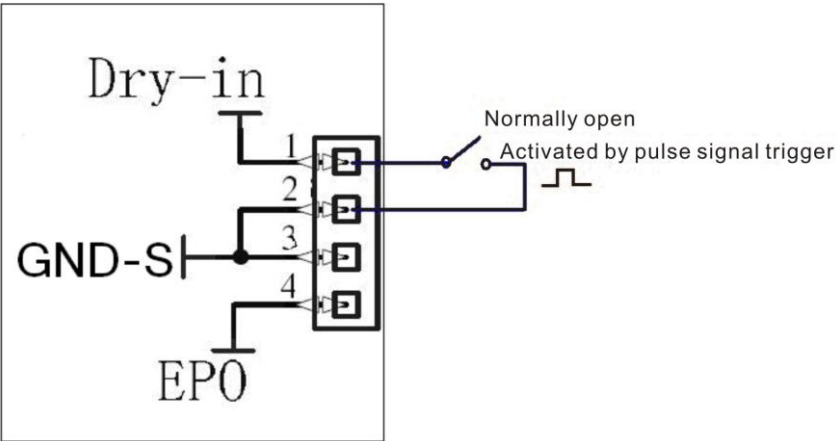 Dry-in
1
Normally open
Activated by pulse signal trigger
2
GND-S
3
4
EPO